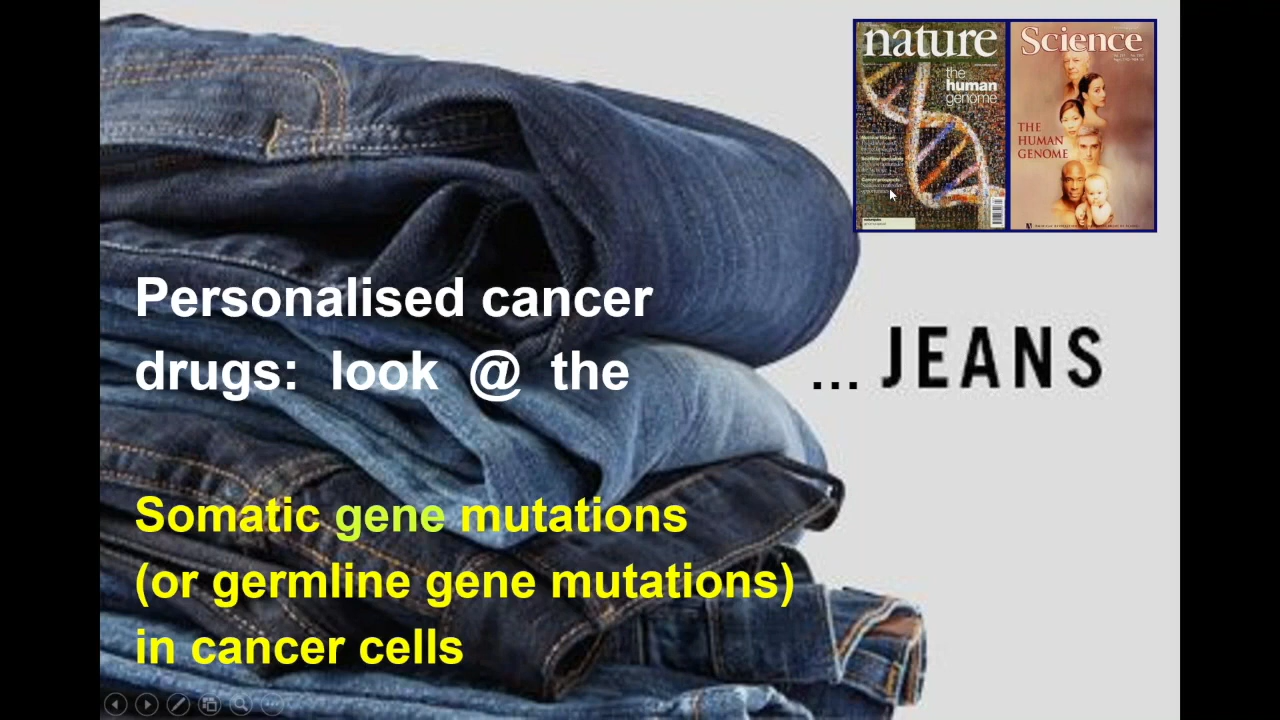 nature
the
human
genome
Science
THE
HUMAN
GENOME
Personalised cancer
drugs: look @ the
... JEANS
Somatic gene mutations
(or germline gene mutations)
in cancer cells